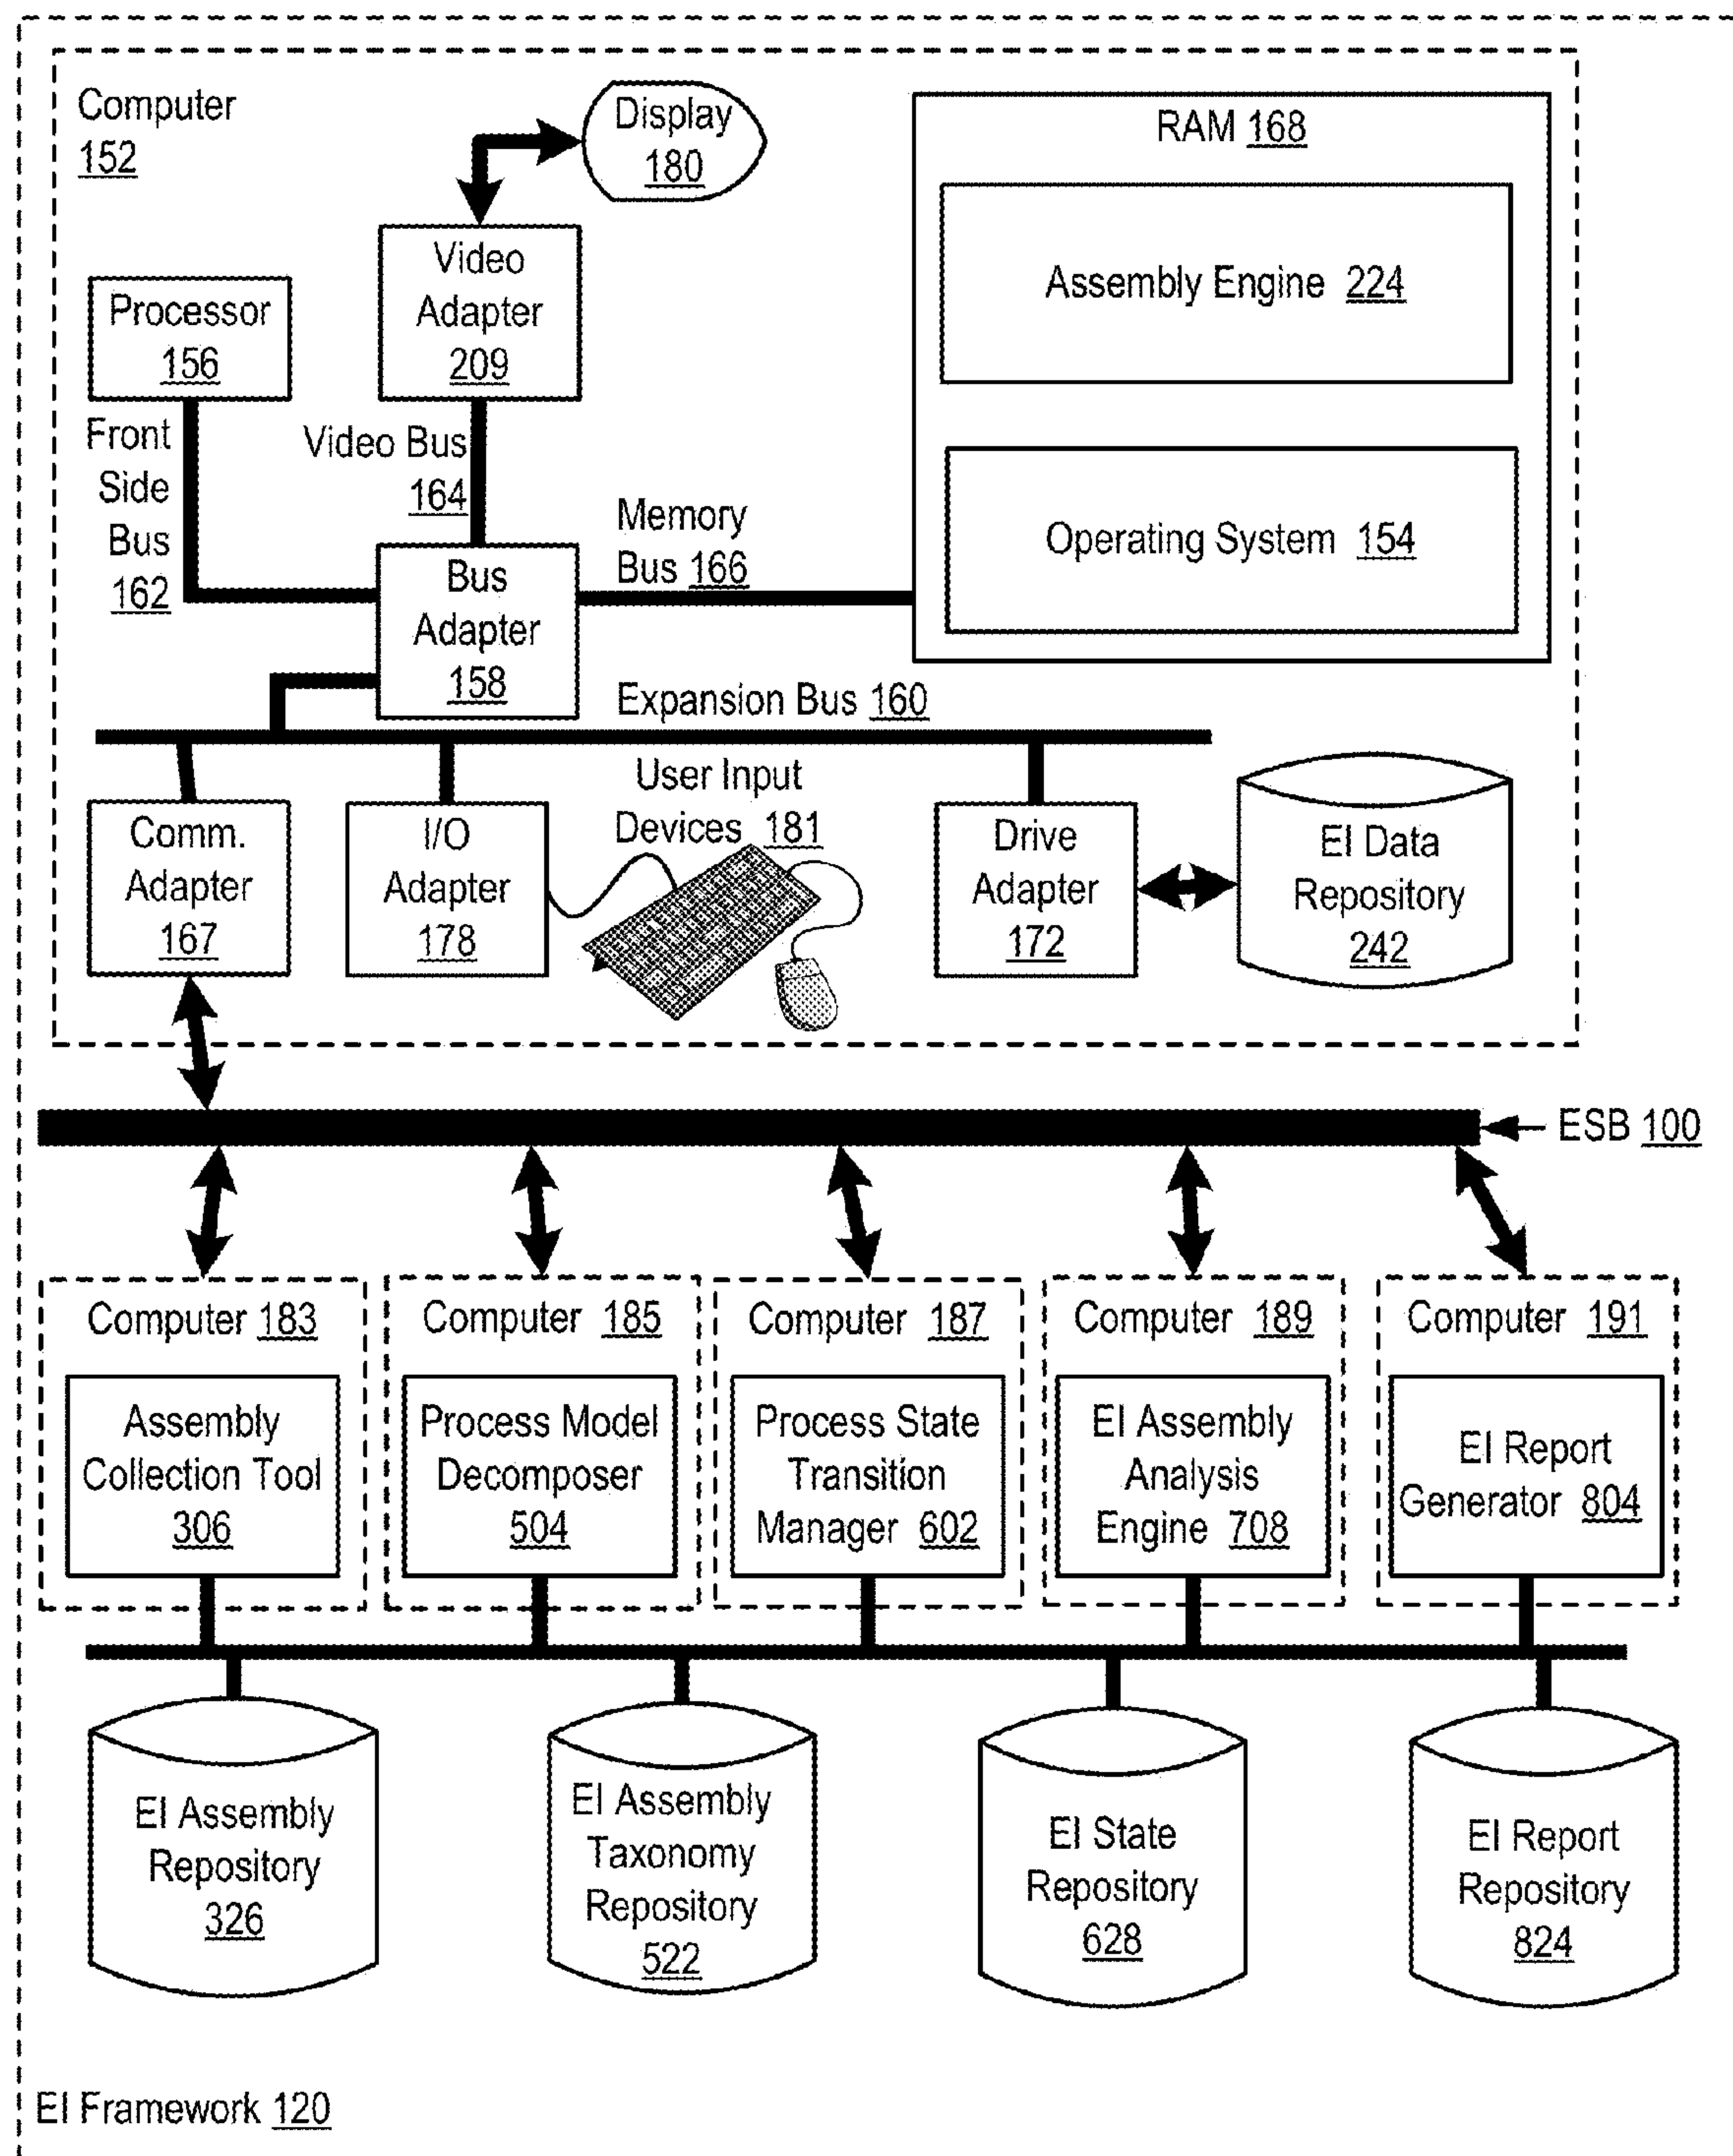 Computer
152
Display
180
RAM 168
Assembly Engine 224
Operating System 154
Video
Adapter
209
Processor
156
Front
Side
Bus
162
Video Bus
164
Memory
Bus 166
Bus
Adapter
158
Expansion Bus 160
Comm.
Adapter
167
I/O
Adapter
178
User Input
Devices 181
Drive
Adapter
172
EI Data
Repository
242
ESB 100
Computer 183
Assembly
Collection Tool
306
Computer 185
Process Model
Decomposer
504
Computer 187
Process State
Transition
Manager 602
Computer 189
EI Assembly
Analysis
Engine 708
Computer 191
EI Report
Generator 804
EI Assembly
Repository
326
EI Assembly
Taxonomy
Repository
522
EI State
Repository
628
EI Report
Repository
824
EI Framework 120